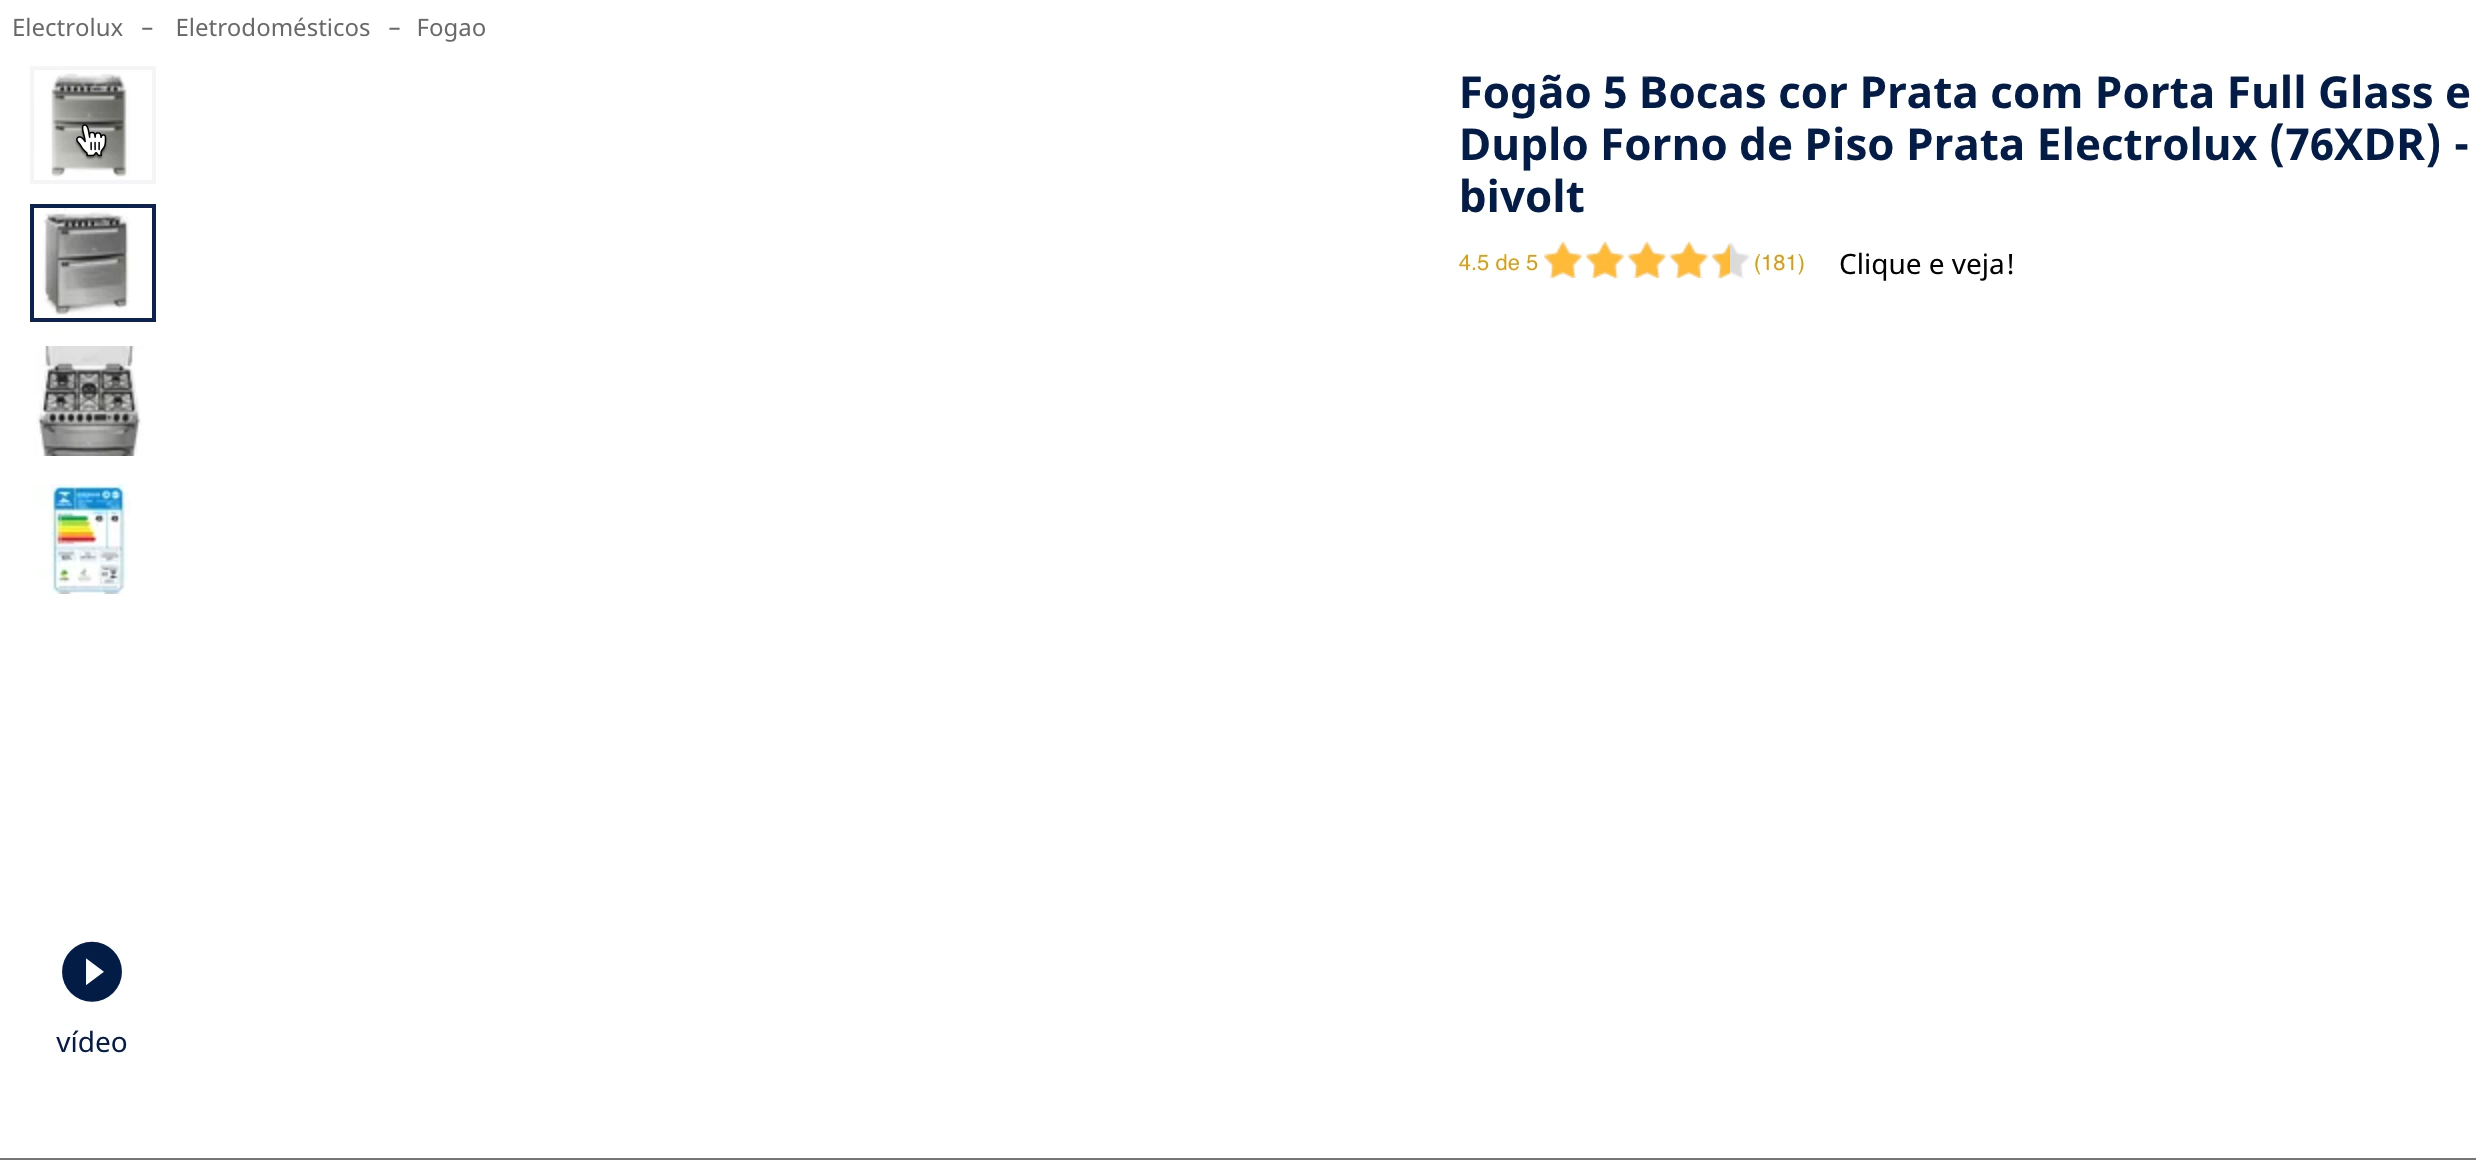 Electrolux – Eletrodomésticos – Fogao
Fogão 5 Bocas cor Prata com Porta Full Glass e
Duplo Forno de Piso Prata Electrolux (76XDR) -
bivolt
4.5 de 5 (181) Clique e veja!
vídeo